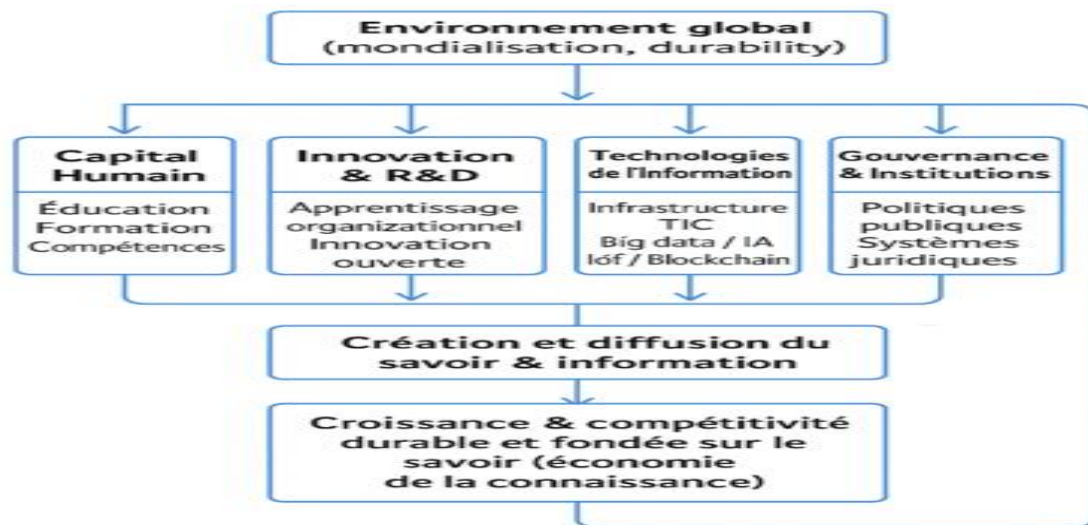 Environnement global
(mondialisation, durability)
Capital
Humain
Éducation
Formation
Compétences
Innovation
& R&D
Apprentissage
organizationnel
Innovation
ouverte
Technologies
de l'Information
Infrastructure
TIC
Big data / IA
Iof / Blockchain
Gouvernance
& Institutions
Politiques
publiques
Systèmes
juridiques
Création et diffusion du
savoir & information
Croissance & compétitivité
durable et fondée sur le
savoir (économie
de la connaissance)